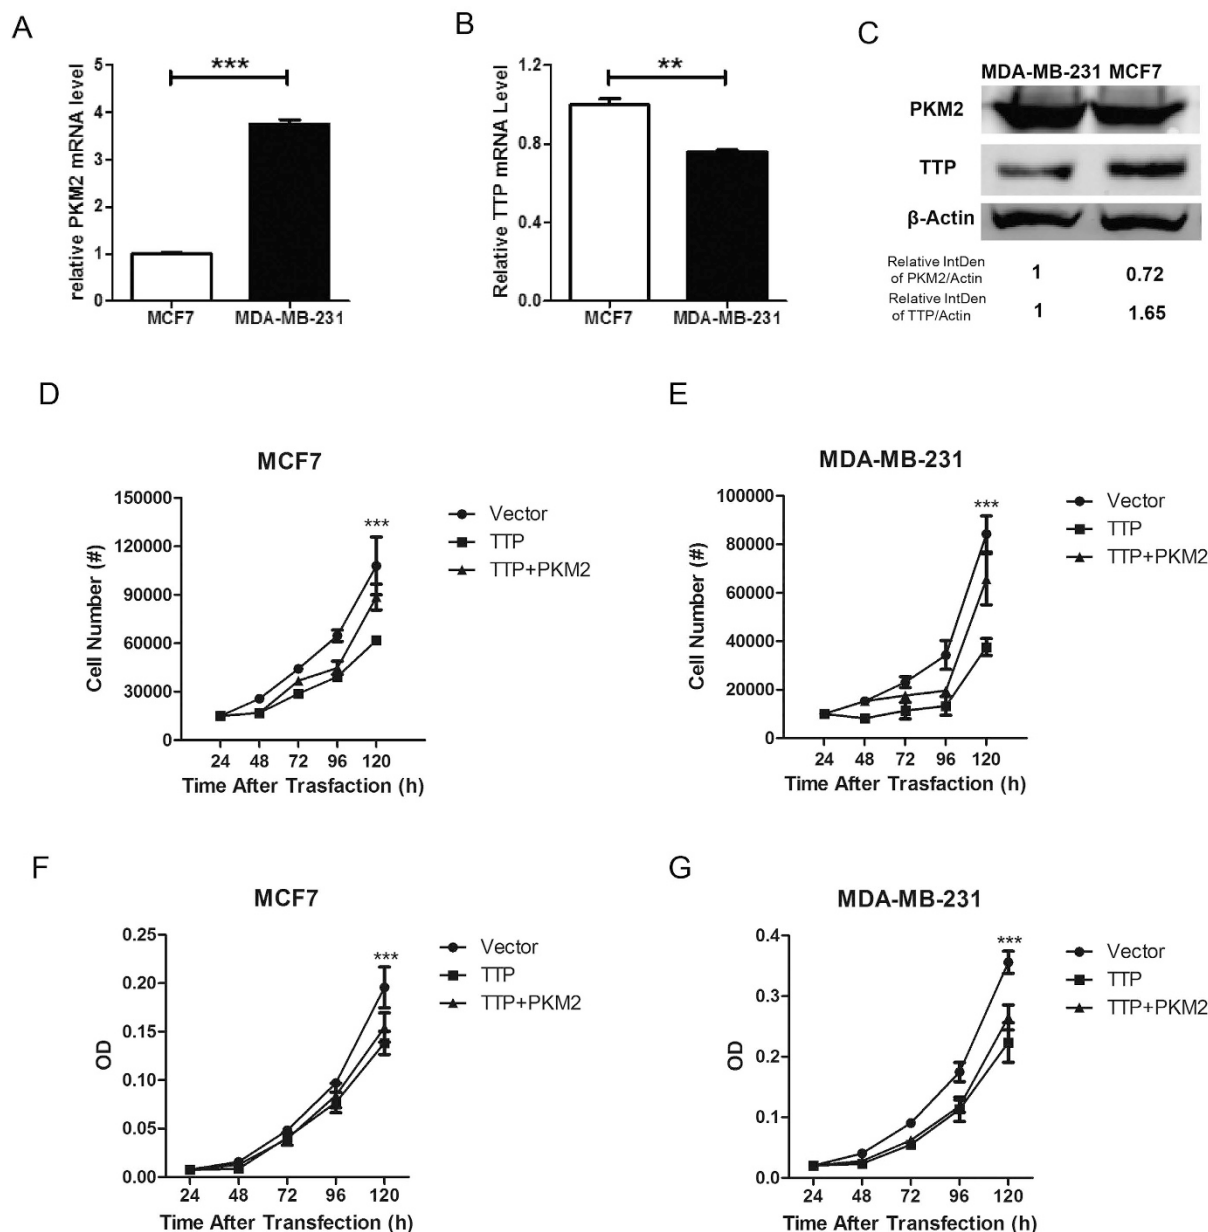 A
relative PKM2 mRNA level
5
4
3
2
1
0
***
MCF7 MDA-MB-231
B
Relative TTP mRNA Level
1.2
0.8
0.4
0.0
**
MCF7 MDA-MB-231
C
MDA-MB-231 MCF7
PKM2
TTP
β-Actin
Relative IntDen
of PKM2/Actin 1 0.72
Relative IntDen
of TTP/Actin 1 1.65
D
MCF7
Cell Number (#)
150000
120000
90000
60000
30000
0
***
Vector
TTP
TTP+PKM2
24 48 72 96 120
Time After Trasfaction (h)
E
MDA-MB-231
Cell Number (#)
100000
80000
60000
40000
20000
0
***
Vector
TTP
TTP+PKM2
24 48 72 96 120
Time After Trasfaction (h)
F
MCF7
OD
0.25
0.20
0.15
0.10
0.05
0.00
***
Vector
TTP
TTP+PKM2
24 48 72 96 120
Time After Transfection (h)
G
MDA-MB-231
OD
0.4
0.3
0.2
0.1
0.0
***
Vector
TTP
TTP+PKM2
24 48 72 96 120
Time After Transfection (h)